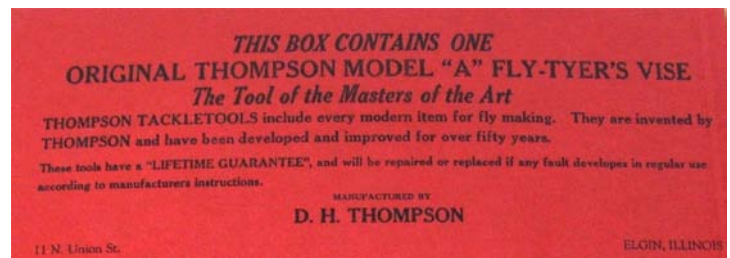 THIS BOX CONTAINS ONE
ORIGINAL THOMPSON MODEL “A” FLY-TYER’S VISE
The Tool of the Masters of the Art
THOMPSON TACKLETOOLS include every modern item for fly making. They are invented by
THOMPSON and have been developed and improved for over fifty years.
These tools have a “LIFETIME GUARANTEE”, and will be repaired or replaced if any fault developes in regular use
according to manufacturers instructions.
MANUFACTURED BY
D. H. THOMPSON
11 N. Union St. ELGIN, ILLINOIS